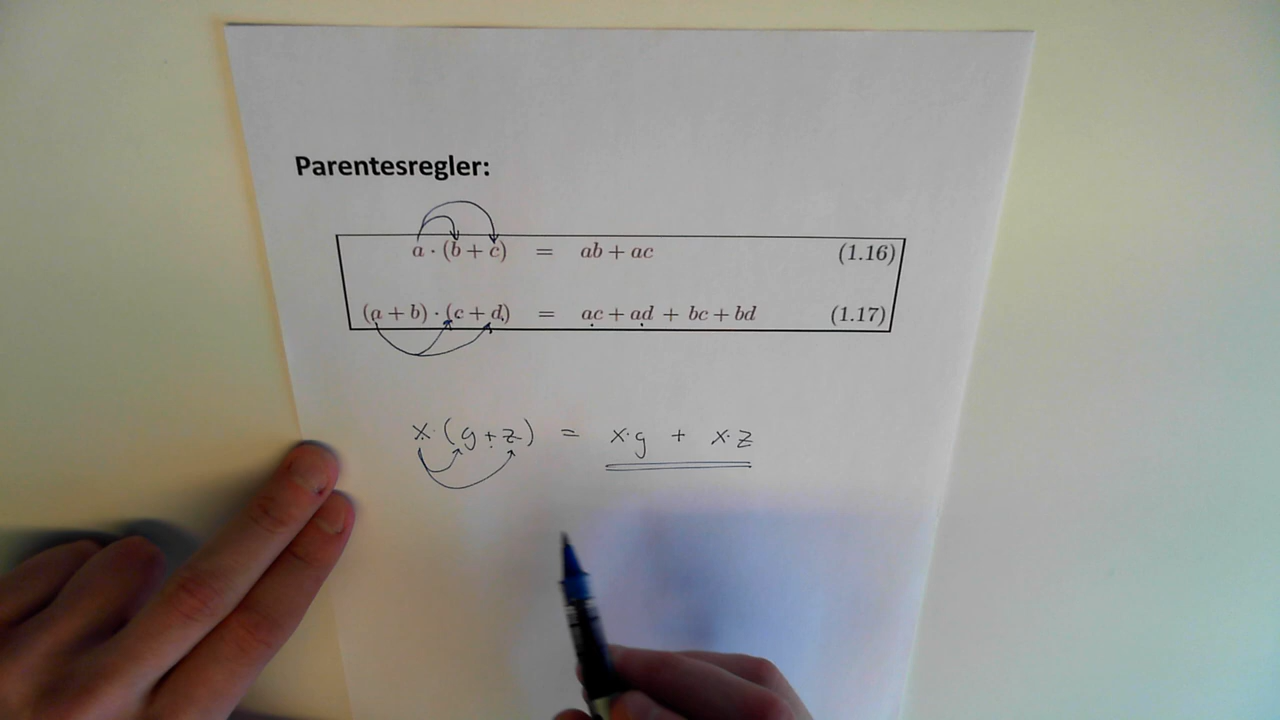 Parentesregler:
a · (b + c) = ab + ac (1.16)
(a + b) · (c + d) = ac + ad + bc + bd (1.17)
x·(y+z) = x·y + x·z